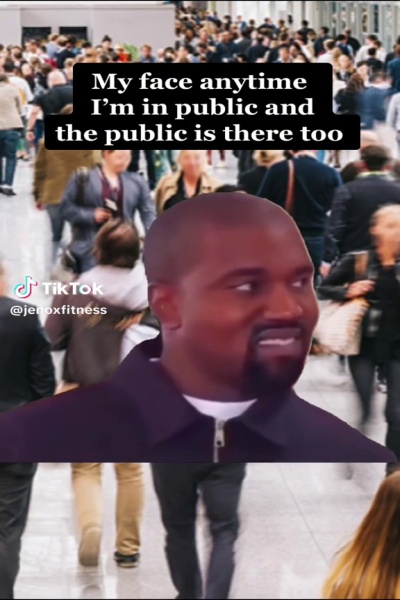 My face anytime
I’m in public and
the public is there too
TikTok
@jenoxfitness